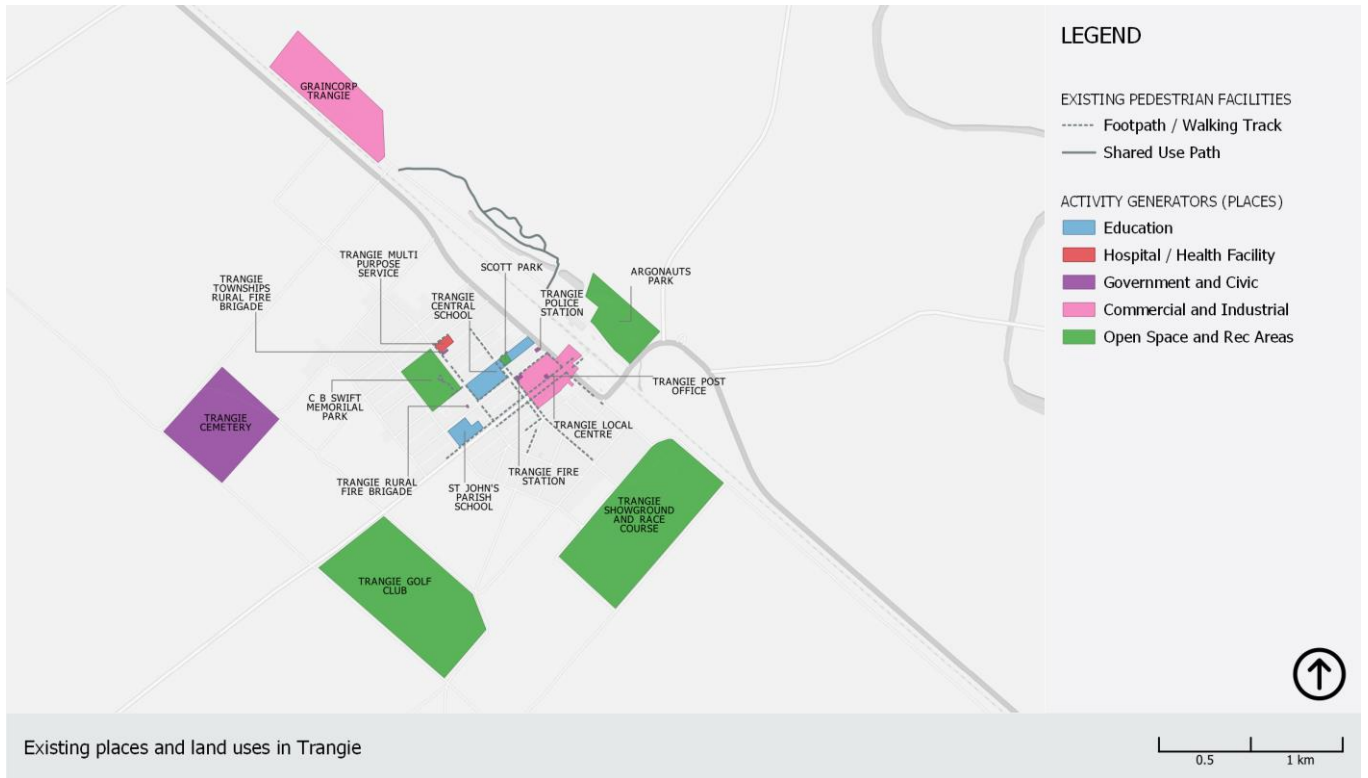 GRAINCORP
TRANGIE
TRANGIE MULTI
PURPOSE
SERVICE
SCOTT PARK
ARGONAUTS
PARK
TRANGIE
TOWNSHIPS
RURAL FIRE
BRIGADE
TRANGIE
CENTRAL
SCHOOL
TRANGIE
POLICE
STATION
TRANGIE POST
OFFICE
C B SWIFT
MEMORILAL
PARK
TRANGIE
CEMETERY
TRANGIE LOCAL
CENTRE
TRANGIE RURAL
FIRE BRIGADE
ST JOHN'S
PARISH
SCHOOL
TRANGIE FIRE
STATION
TRANGIE
SHOWGROUND
AND RACE
COURSE
TRANGIE GOLF
CLUB
LEGEND
EXISTING PEDESTRIAN FACILITIES
Footpath / Walking Track
Shared Use Path
ACTIVITY GENERATORS (PLACES)
Education
Hospital / Health Facility
Government and Civic
Commercial and Industrial
Open Space and Rec Areas
Existing places and land uses in Trangie
0.5 1 km